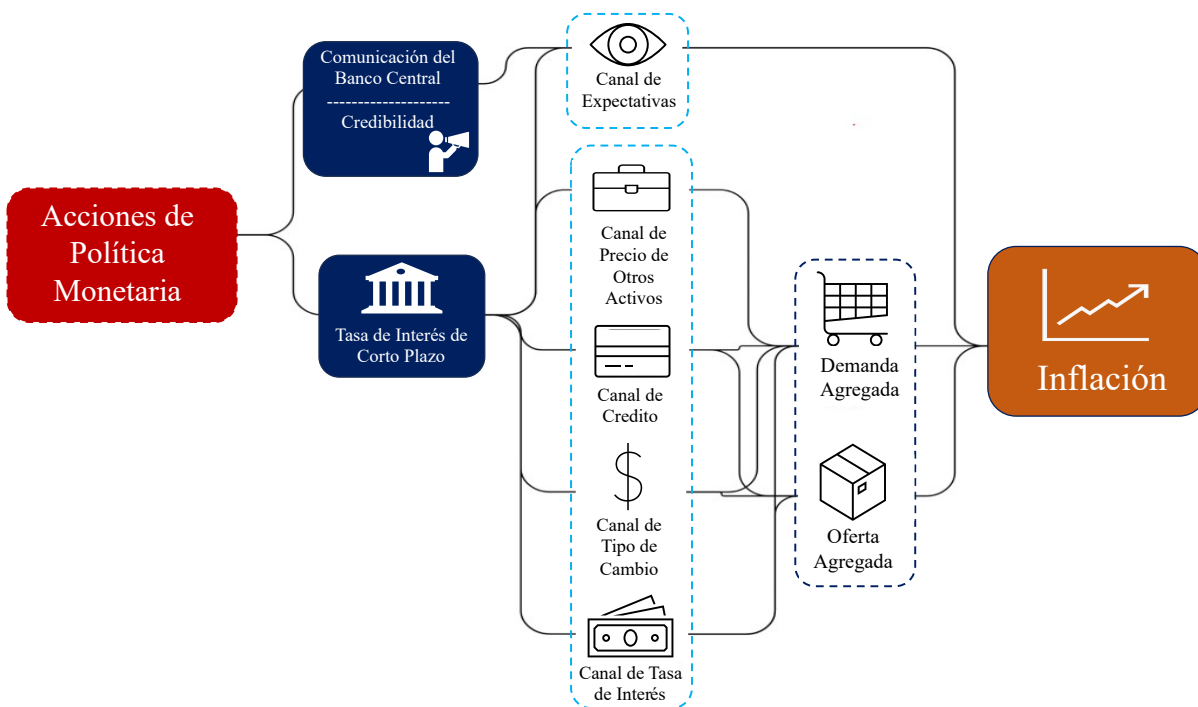 Comunicación del
Banco Central
---------------------
Credibilidad
Acciones de
Política
Monetaria
Tasa de Interés de
Corto Plazo
Canal de
Expectativas
Canal de
Precio de
Otros
Activos
Canal de
Credito
Canal de
Tipo de
Cambio
Canal de Tasa
de Interés
Demanda
Agregada
Oferta
Agregada
Inflación